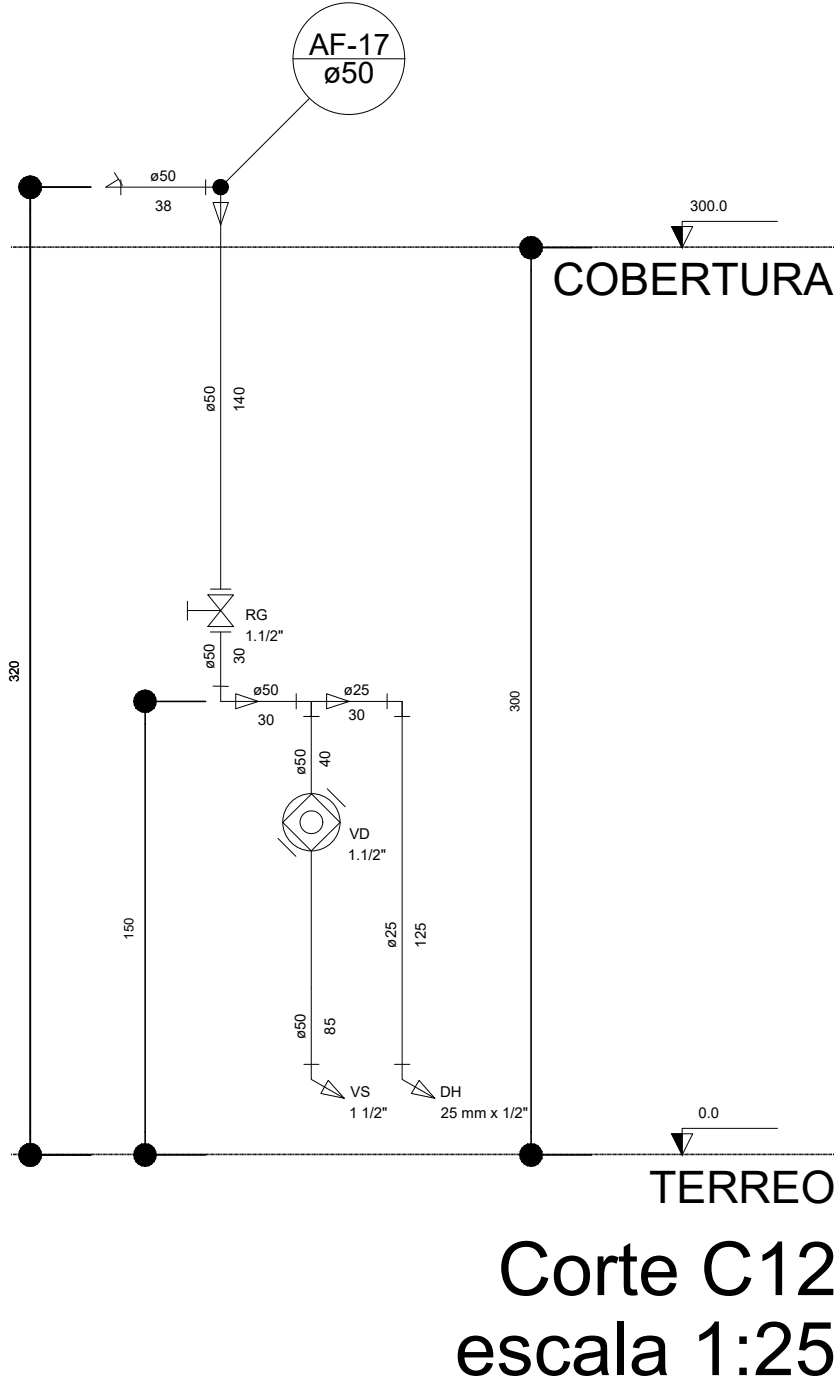 AF-17
ø50
ø50
38
300.0
COBERTURA
ø50
140
RG
1.1/2"
ø50
30
320
ø50
30
ø25
30
300
ø50
40
VD
1.1/2"
150
ø25
125
ø50
85
VS
1 1/2"
DH
25 mm x 1/2"
0.0
TERREO
Corte C12
escala 1:25